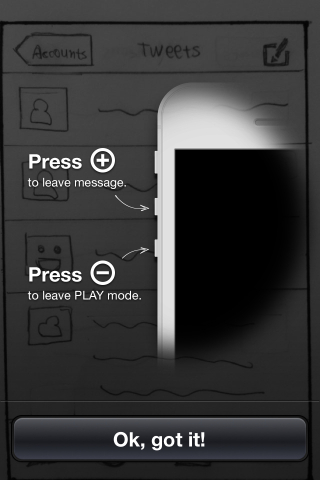 Accounts Tweets
Press +
to leave message.
Press −
to leave PLAY mode.
Ok, got it!